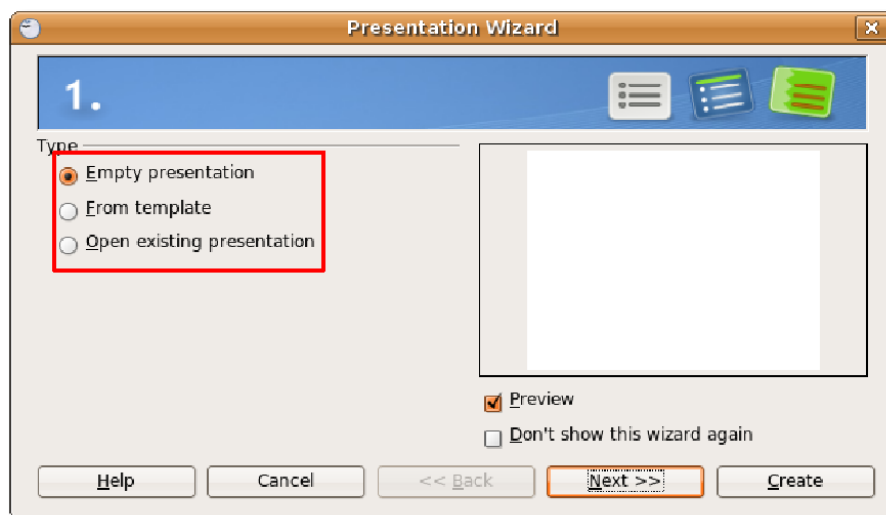 Presentation Wizard
1.
Type
Empty presentation
From template
Open existing presentation
Preview
Don't show this wizard again
Help Cancel << Back Next >> Create